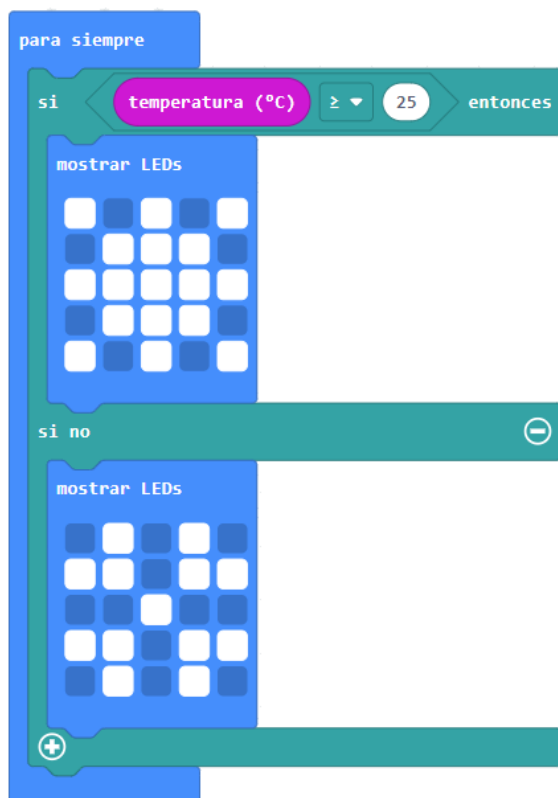 para siempre
si temperatura (°C) ≥ 25 entonces
mostrar LEDs
si no
mostrar LEDs